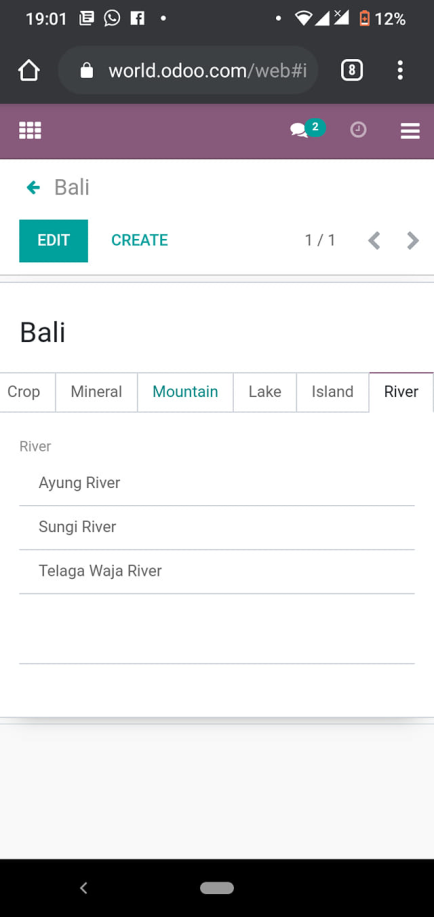 19:01 12%
world.odoo.com/web#i 8
2
Bali
EDIT CREATE 1 / 1
Bali
Crop Mineral Mountain Lake Island River
River
Ayung River
Sungi River
Telaga Waja River